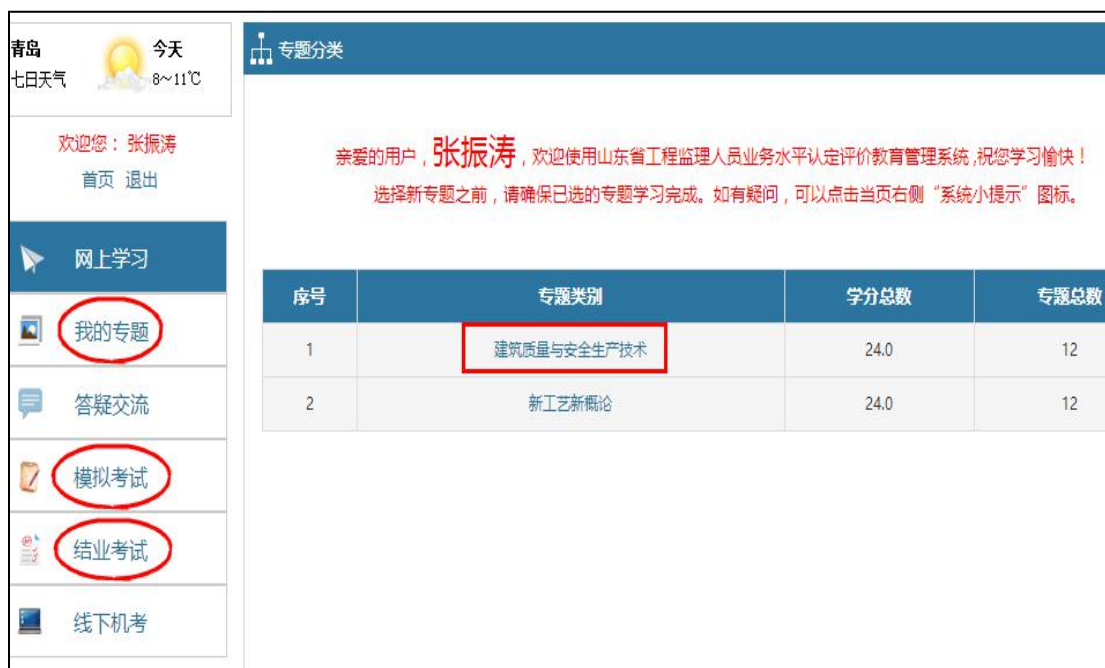 青岛
今天
七日天气
8~11℃
欢迎您： 张振涛
首页 退出
网上学习
我的专题
答疑交流
模拟考试
结业考试
线下机考
专题分类
亲爱的用户，张振涛，欢迎使用山东省工程监理人员业务水平认定评价教育管理系统,祝您学习愉快！
选择新专题之前，请确保已选的专题学习完成。如有疑问，可以点击当页右侧“系统小提示”图标。
序号 专题类别 学分总数 专题总数
1 建筑质量与安全生产技术 24.0 12
2 新工艺新概论 24.0 12